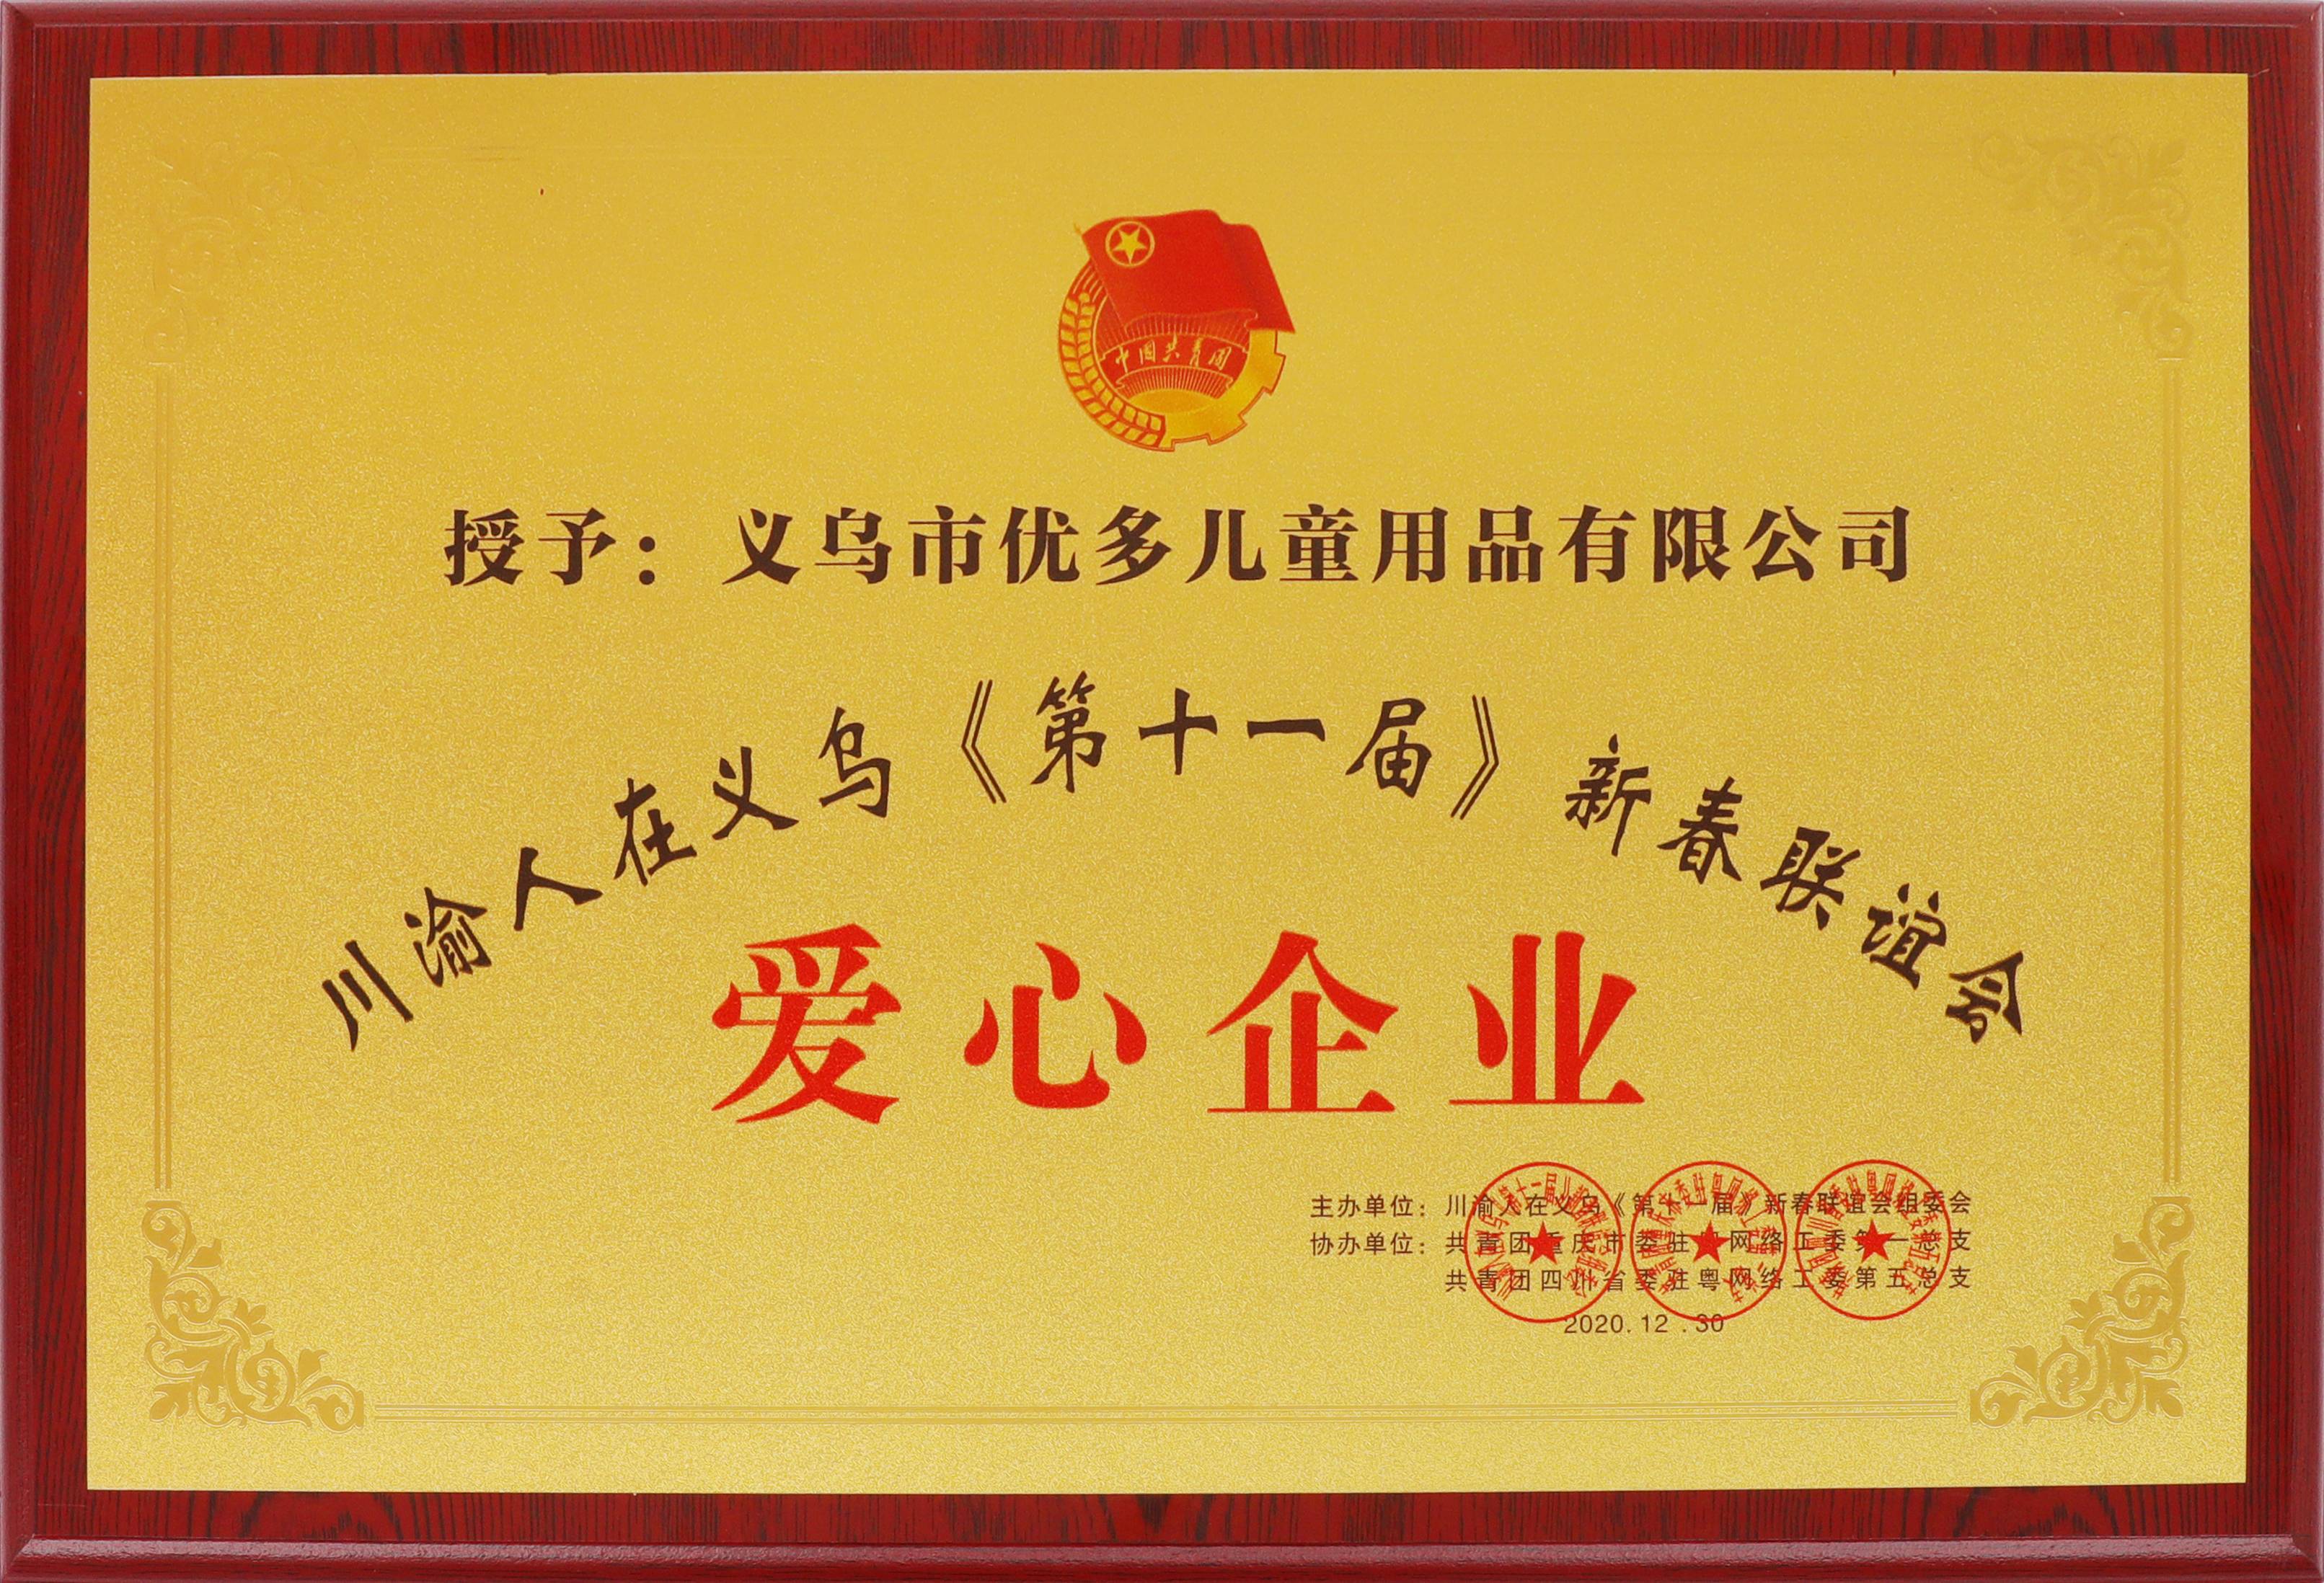 中国共青团
授予：义乌市优多儿童用品有限公司
川渝人在义乌《第十一届》新春联谊会
爱心企业
主办单位：川渝人在义乌《第十一届》新春联谊会组委会
协办单位：共青团重庆市委驻粤网络工委第一总支
共青团四川省委驻粤网络工委第五总支
2020.12.30